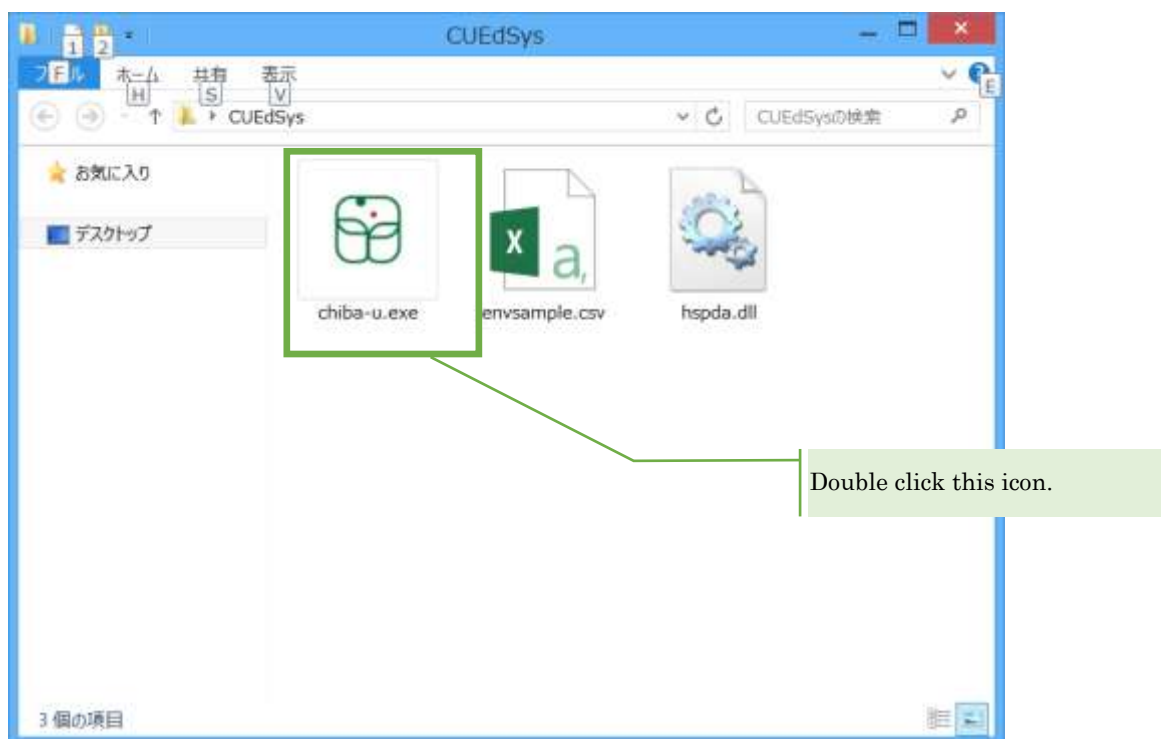 CUEdSys
1 2
ファイル ホーム 共有 表示
F H S V E
CUEdSys
CUEdSysの検索
お気に入り
デスクトップ
chiba-u.exe
envsample.csv
hspda.dll
Double click this icon.
3 個の項目